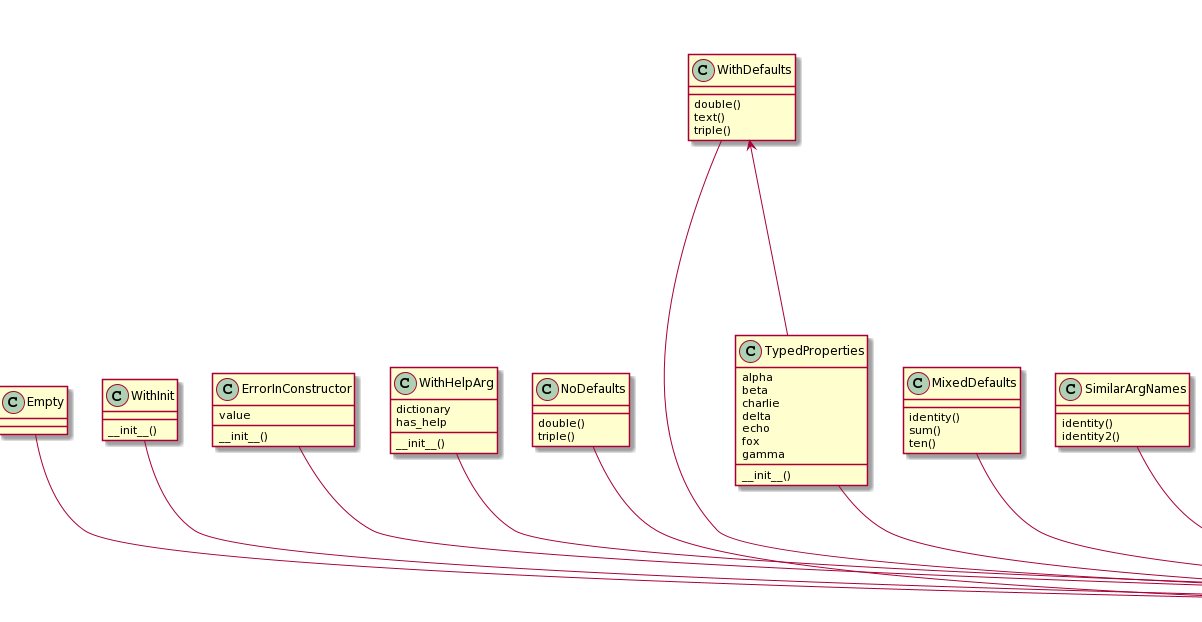 C WithDefaults
double()
text()
triple()
C Empty
C WithInit
__init__()
C ErrorInConstructor
value
__init__()
C WithHelpArg
dictionary
has_help
__init__()
C NoDefaults
double()
triple()
C TypedProperties
alpha
beta
charlie
delta
echo
fox
gamma
__init__()
C MixedDefaults
identity()
sum()
ten()
C SimilarArgNames
identity()
identity2()